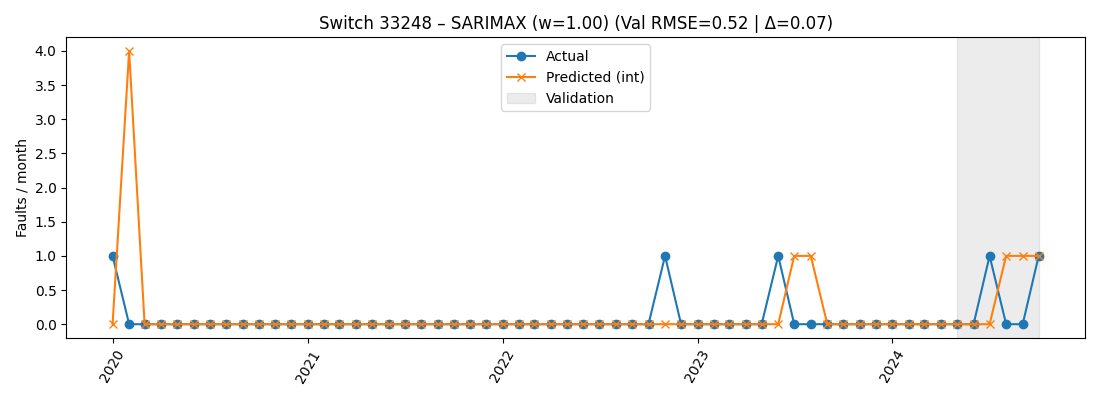 Switch 33248 – SARIMAX (w=1.00) (Val RMSE=0.52 | Δ=0.07)
Faults / month
4.0
3.5
3.0
2.5
2.0
1.5
1.0
0.5
0.0
Actual
Predicted (int)
Validation
2020
2021
2022
2023
2024